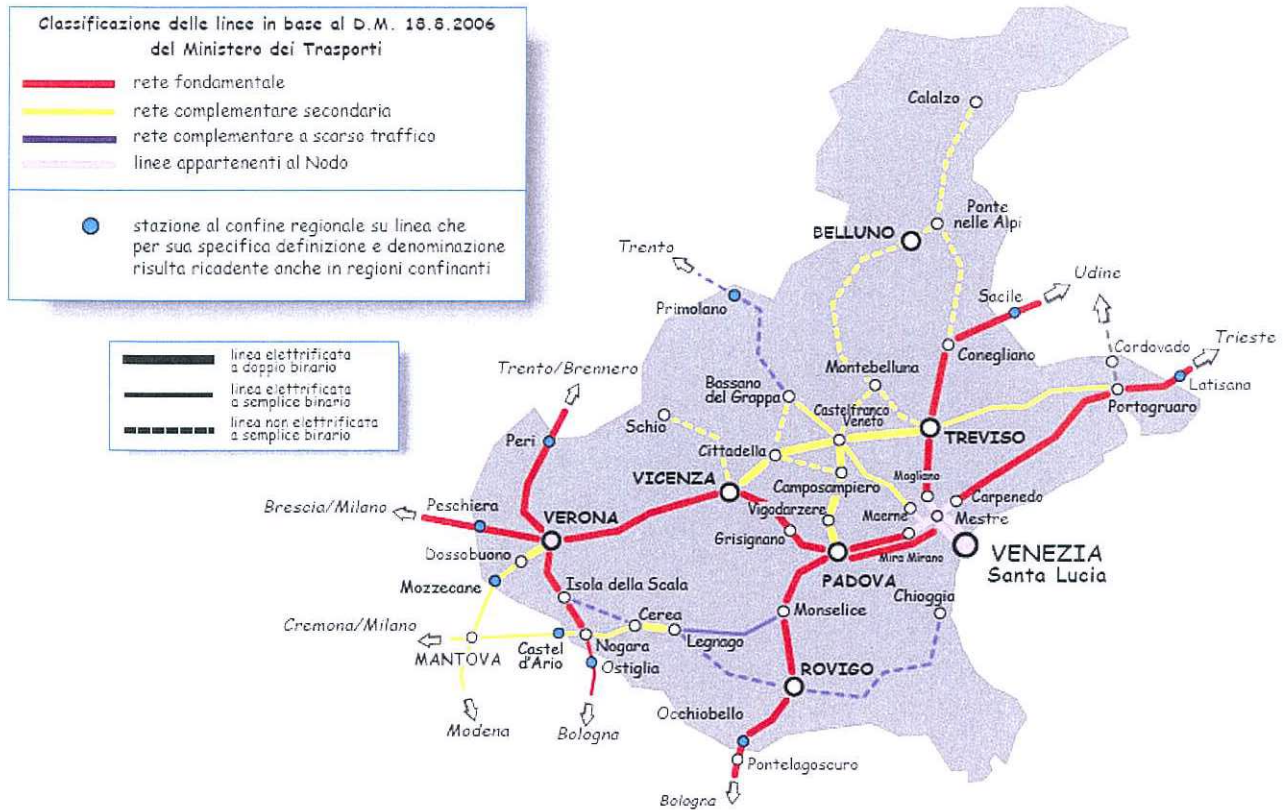 Classificazione delle linee in base al D.M. 18.8.2006
del Ministero dei Trasporti
rete fondamentale
rete complementare secondaria
rete complementare a scarso traffico
linee appartenenti al Nodo
stazione al confine regionale su linea che
per sua specifica definizione e denominazione
risulta ricadente anche in regioni confinanti
linea elettrificata
a doppio binario
linea elettrificata
a semplice binario
linea non elettrificata
a semplice binario
Calalzo
Ponte
nelle Alpi
BELLUNO
Trento
Udine
Primolano
Sacile
Trento/Brennero
Conegliano
Cordovado
Trieste
Montebelluna
Latisana
Bassano
del Grappa
Portogruaro
Castelfranco
Veneto
Schio
TREVISO
Peri
Cittadella
Mogliano
VICENZA
Camposampiero
Carpenedo
Brescia/Milano
Peschiera
Vigodarzere
Maerne
Mestre
VERONA
Grisignano
VENEZIA
Santa Lucia
Dossobuono
Mira Mirano
PADOVA
Mozzecane
Isola della Scala
Chioggia
Cerea
Monselice
Cremona/Milano
Legnago
MANTOVA
Castel
d'Ario
Nogara
Ostiglia
ROVIGO
Occhiobello
Modena
Bologna
Pontelagoscuro
Bologna